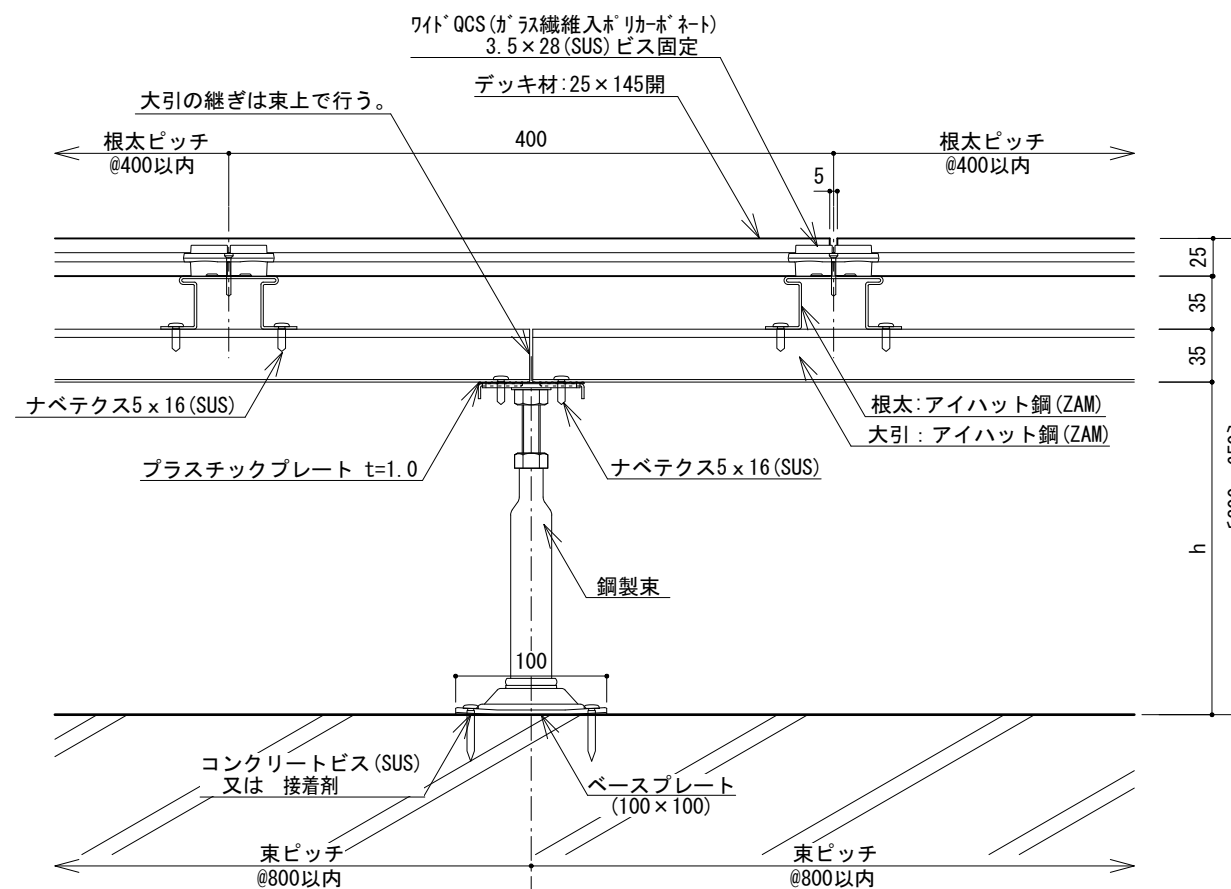 ﾜｲﾄﾞQCS(ｶﾞﾗｽ繊維入ﾎﾟﾘｶｰﾎﾞﾈｰﾄ)
3.5×28(SUS)ビス固定
デッキ材:25×145開
大引の継ぎは束上で行う。
根太ピッチ
@400以内
400
根太ピッチ
@400以内
5
25
35
35
ナベテクス5x16(SUS)
根太:アイハット鋼(ZAM)
大引:アイハット鋼(ZAM)
プラスチックプレート t=1.0
ナベテクス5x16(SUS)
h
鋼製束
100
コンクリートビス(SUS)
又は 接着剤
ベースプレート
(100×100)
束ピッチ
@800以内
束ピッチ
@800以内